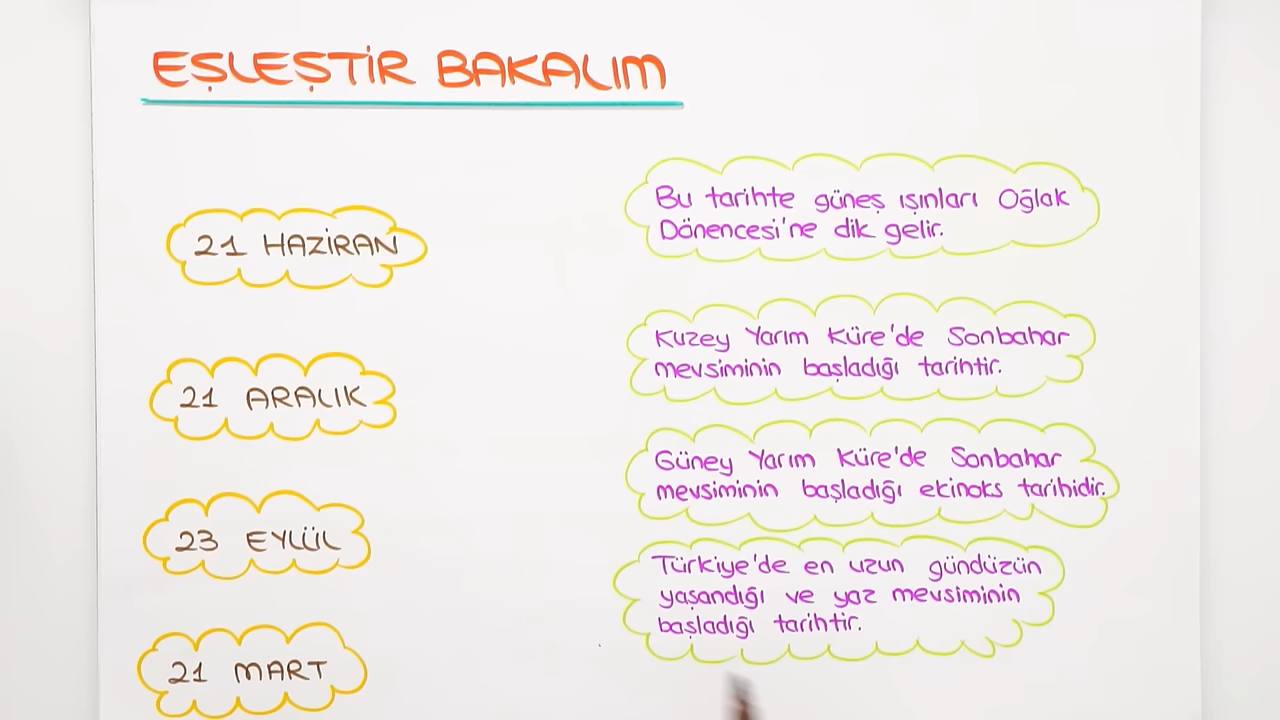 EŞLEŞTİR BAKALIM
21 HAZİRAN
21 ARALIK
23 EYLÜL
21 MART
Bu tarihte güneş ışınları Oğlak
Dönencesi'ne dik gelir.
Kuzey Yarım Küre'de Sonbahar
mevsiminin başladığı tarihtir.
Güney Yarım Küre'de Sonbahar
mevsiminin başladığı ekinoks tarihidir.
Türkiye'de en uzun gündüzün
yaşandığı ve yaz mevsiminin
başladığı tarihtir.